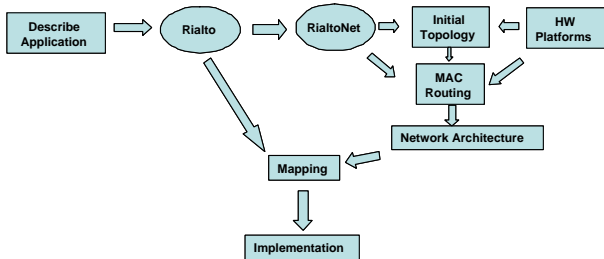 Describe
Application
Rialto
RialtoNet
Initial
Topology
HW
Platforms
MAC
Routing
Network Architecture
Mapping
Implementation